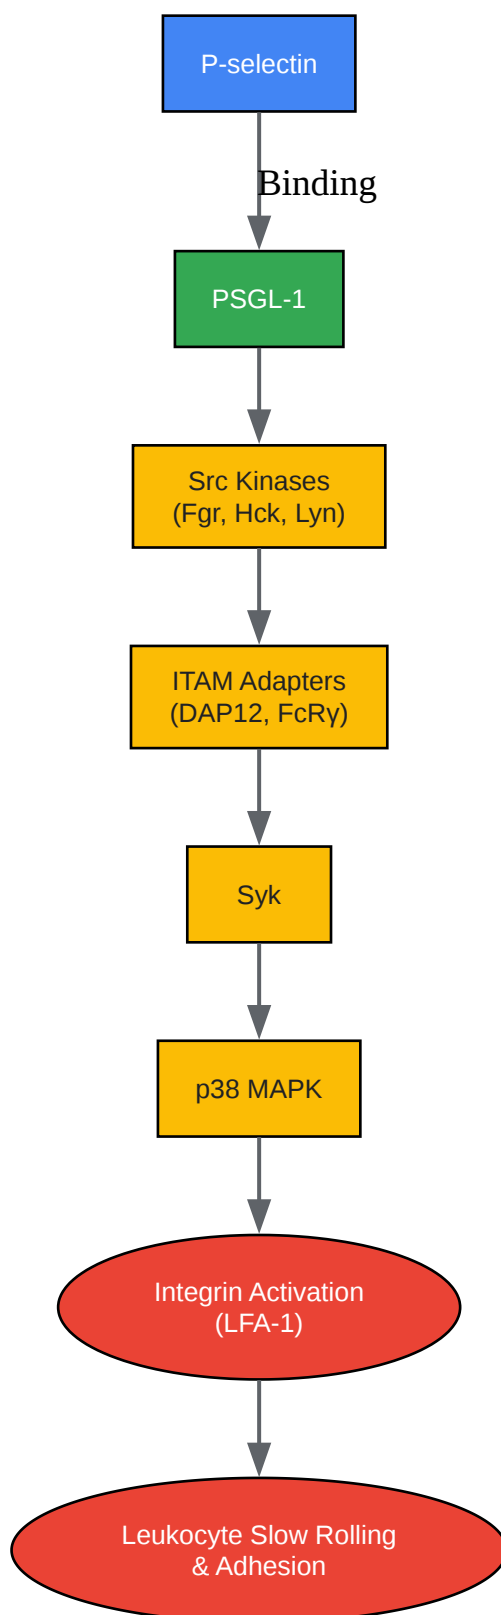 P-selectin
Binding
PSGL-1
Src Kinases
(Fgr, Hck, Lyn)
ITAM Adapters
(DAP12, FcRγ)
Syk
p38 MAPK
Integrin Activation
(LFA-1)
Leukocyte Slow Rolling
& Adhesion